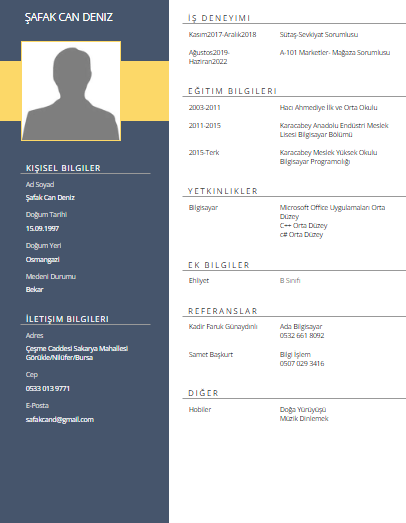 ŞAFAK CAN DENIZ
KIŞISEL BILGILER
Ad Soyad
Şafak Can Deniz
Doğum Tarihi
15.09.1997
Doğum Yeri
Osmangazi
Medeni Durumu
Bekar
İLETIŞIM BILGILERI
Adres
Çeşme Caddesi Sakarya Mahallesi
Görükle/Nilüfer/Bursa
Cep
0533 013 9771
E-Posta
safakcand@gmail.com
İŞ DENEYIMI
Kasım2017-Aralık2018 Sütaş-Sevkiyat Sorumlusu
Ağustos2019-
Haziran2022 A-101 Marketler- Mağaza Sorumlusu
EĞITIM BILGILERI
2003-2011 Hacı Ahmediye İlk ve Orta Okulu
2011-2015 Karacabey Anadolu Endüstri Meslek
Lisesi Bilgisayar Bölümü
2015-Terk Karacabey Meslek Yüksek Okulu
Bilgisayar Programcılığı
YETKINLIKLER
Bilgisayar Microsoft Office Uygulamaları Orta
Düzey
C++ Orta Düzey
c# Orta Düzey
EK BILGILER
Ehliyet B Sınıfı
REFERANSLAR
Kadir Faruk Günaydınlı Ada Bilgisayar
0532 661 8092
Samet Başkurt Bilgi İşlem
0507 029 3416
DIĞER
Hobiler Doğa Yürüyüşü
Müzik Dinlemek